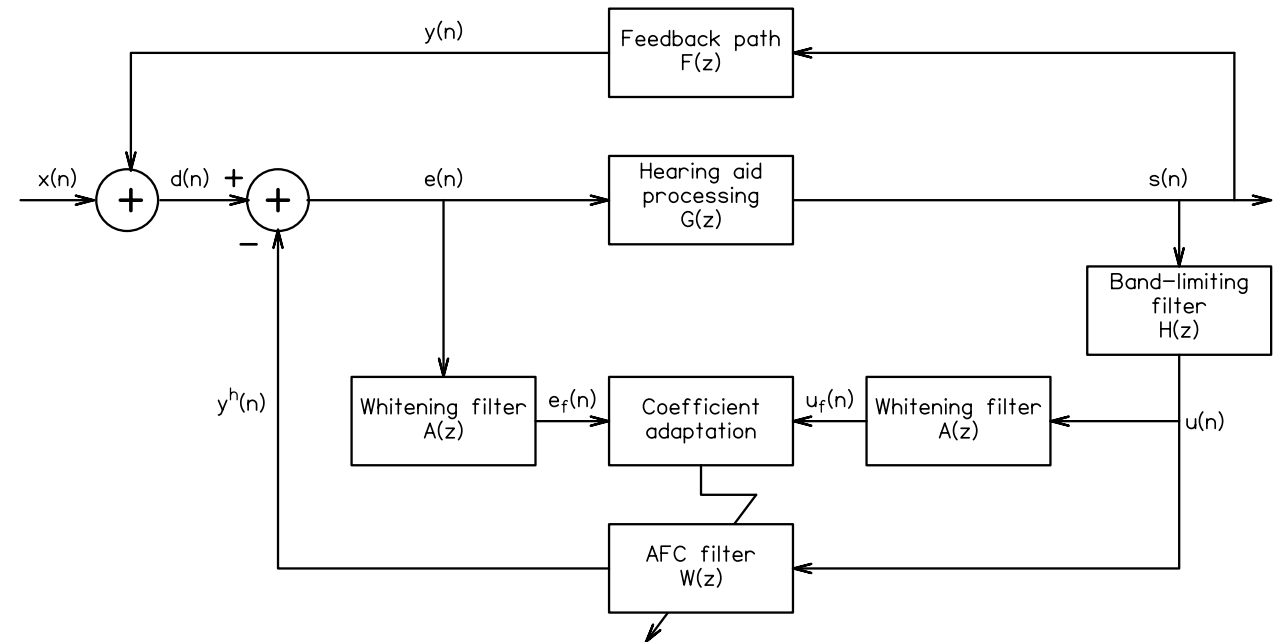 y(n)
Feedback path
F(z)
x(n)
+
d(n)
+
+
−
e(n)
Hearing aid
processing
G(z)
s(n)
Band-limiting
filter
H(z)
y^h(n)
Whitening filter
A(z)
e_f(n)
Coefficient
adaptation
u_f(n)
Whitening filter
A(z)
u(n)
AFC filter
W(z)